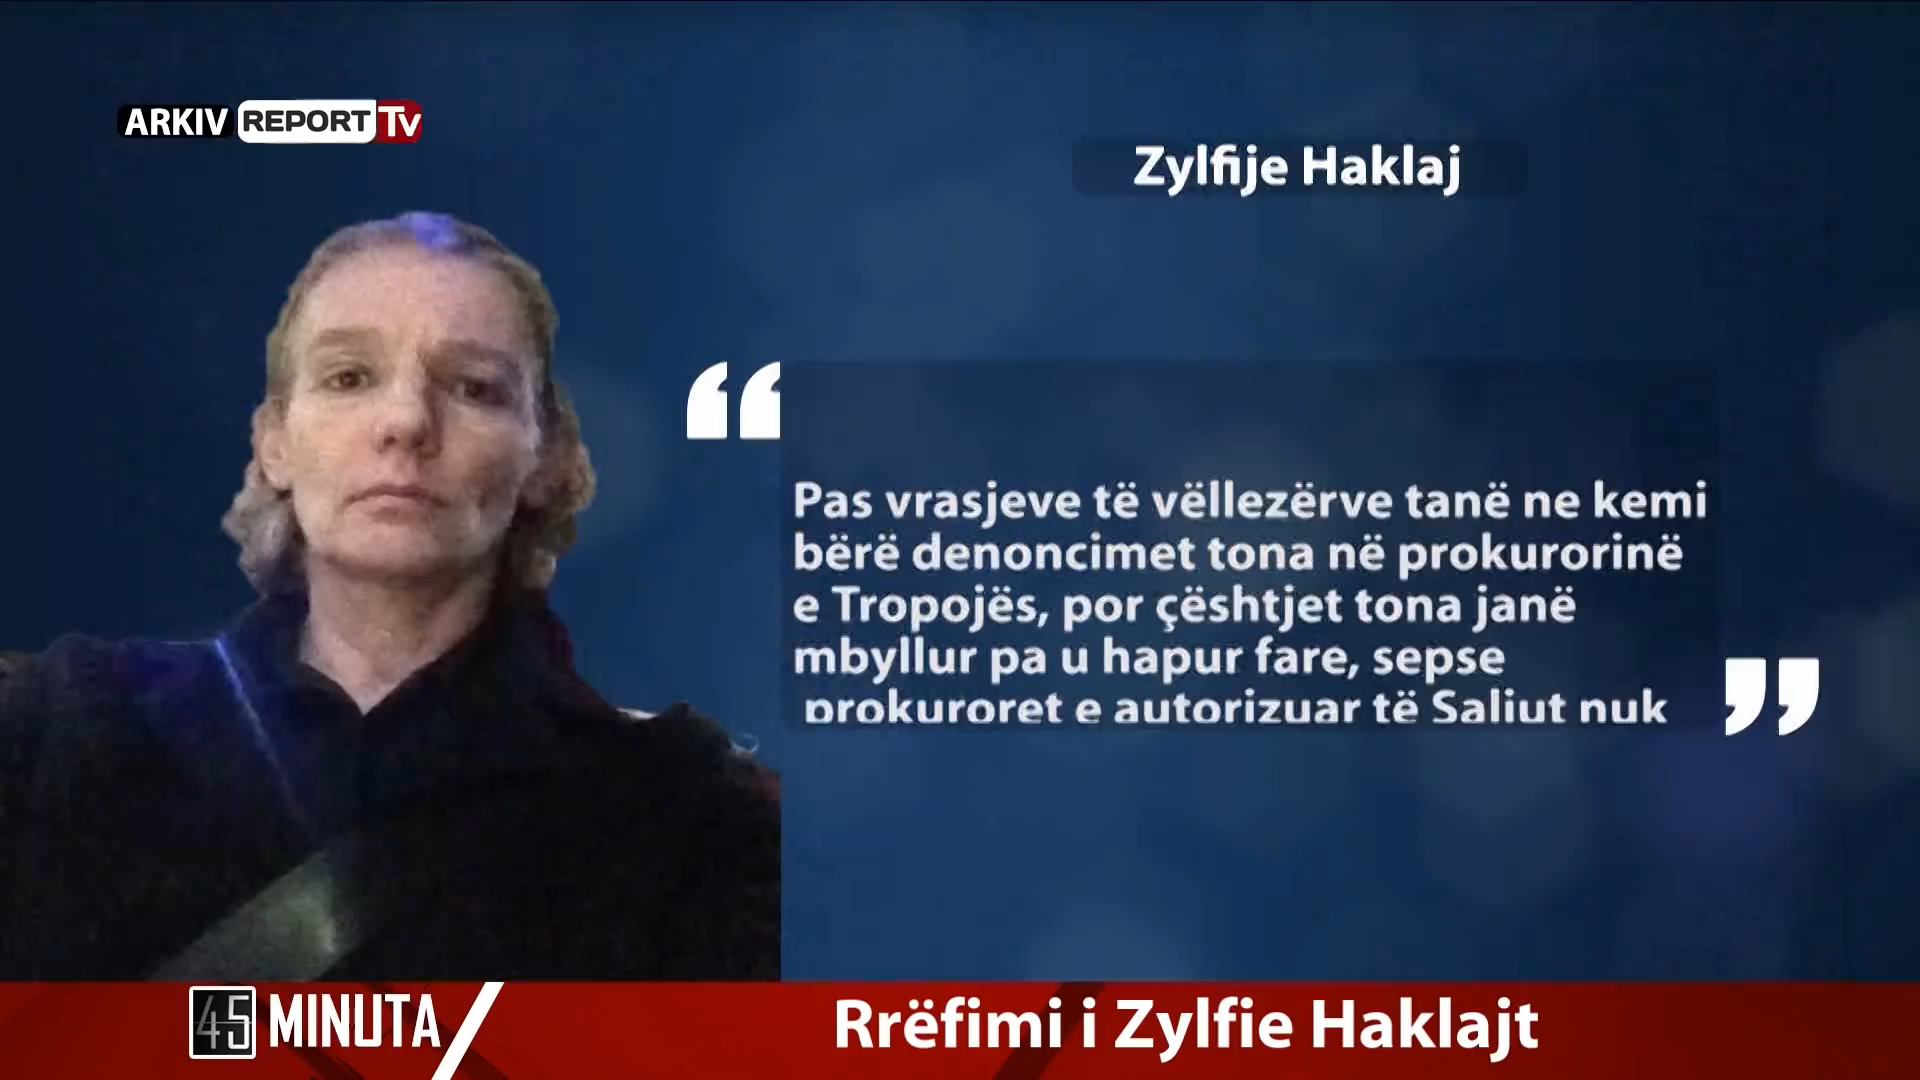 ARKIV REPORT Tv
Zylfije Haklaj
“
Pas vrasjeve të vëllezërve tanë ne kemi
bërë denoncimet tona në prokurorinë
e Tropojës, por çështjet tona janë
mbyllur pa u hapur fare, sepse
prokuroret e autorizuar të Saliut nuk
”
45 MINUTA
Rrëfimi i Zylfie Haklajt